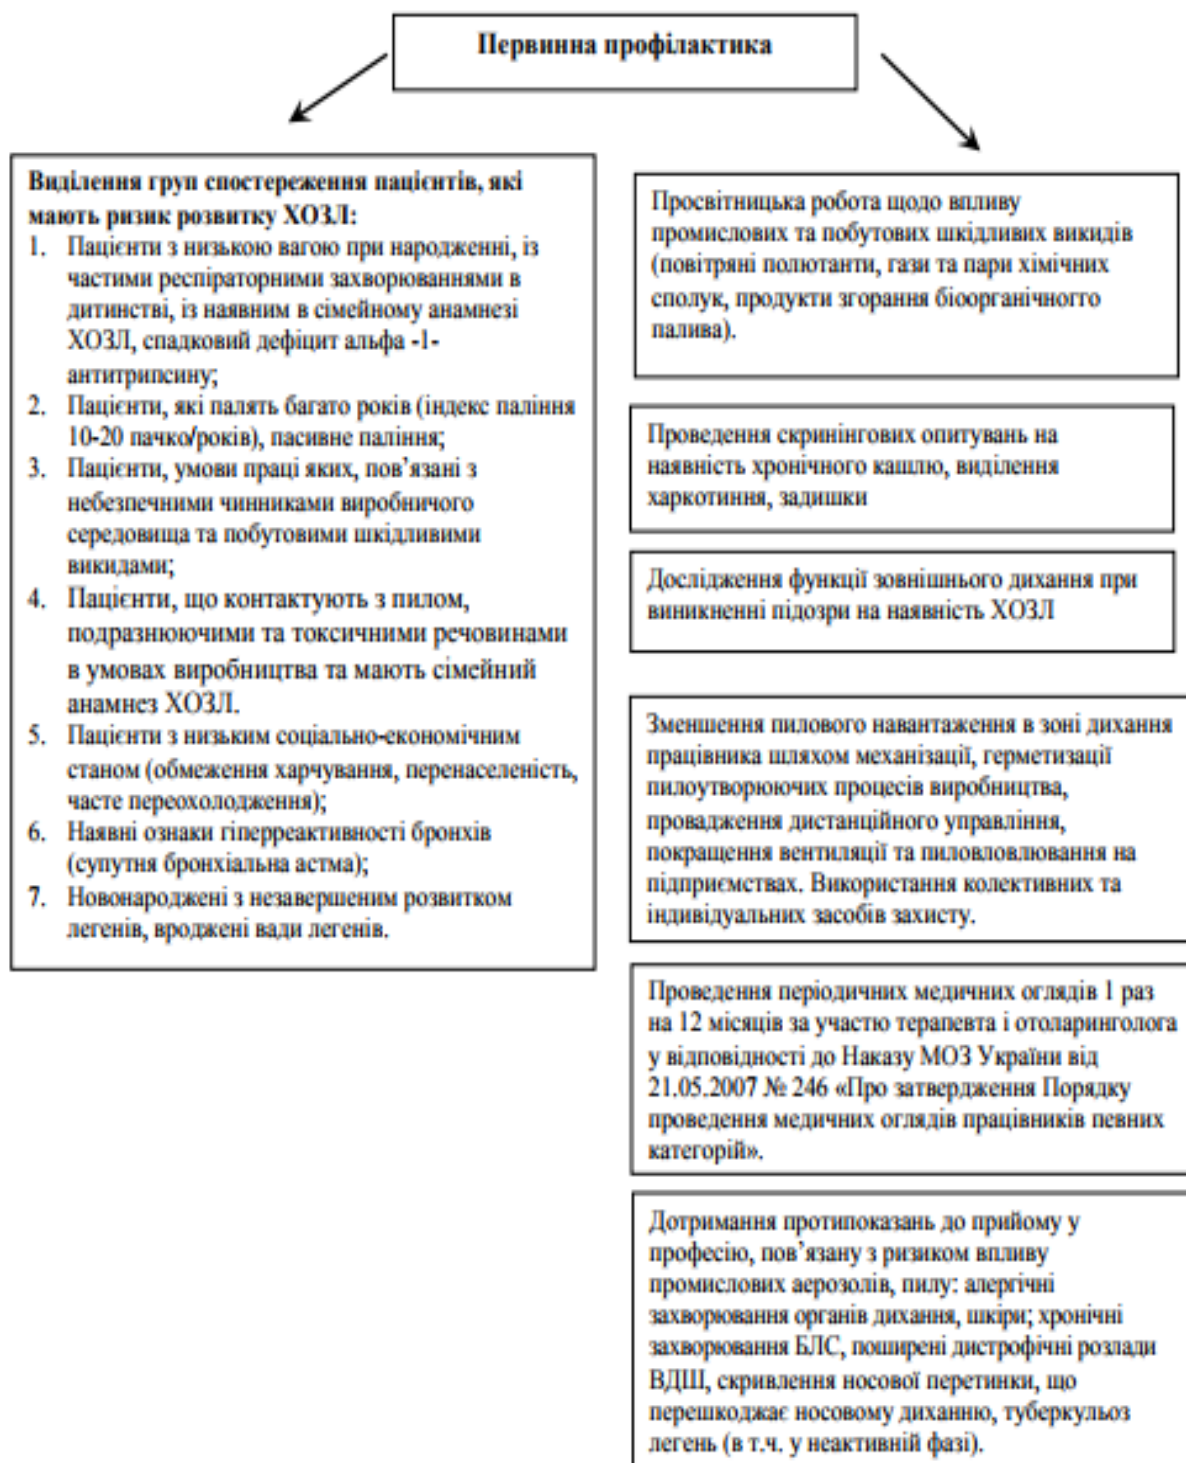 Первинна профілактика
Виділення груп спостереження пацієнтів, які
мають ризик розвитку ХОЗЛ:
1. Пацієнти з низькою вагою при народженні, із
частими респіраторними захворюваннями в
дитинстві, із наявним в сімейному анамнезі
ХОЗЛ, спадковий дефіцит альфа -1-
антитрипсину;
2. Пацієнти, які палять багато років (індекс паління
10-20 пачко/років), пасивне паління;
3. Пацієнти, умови праці яких, пов’язані з
небезпечними чинниками виробничого
середовища та побутовими шкідливими
викидами;
4. Пацієнти, що контактують з пилом,
подразнюючими та токсичними речовинами
в умовах виробництва та мають сімейний
анамнез ХОЗЛ.
5. Пацієнти з низьким соціально-економічним
станом (обмеження харчування, перенаселеність,
часте переохолодження);
6. Наявні ознаки гіперреактивності бронхів
(супутня бронхіальна астма);
7. Новонароджені з незавершеним розвитком
легенів, вроджені вади легенів.
Просвітницька робота щодо впливу
промислових та побутових шкідливих викидів
(повітряні полютанти, гази та пари хімічних
сполук, продукти згорання біоорганічногго
палива).
Проведення скринінгових опитувань на
наявність хронічного кашлю, виділення
харкотиння, задишки
Дослідження функції зовнішнього дихання при
виникненні підозри на наявність ХОЗЛ
Зменшення пилового навантаження в зоні дихання
працівника шляхом механізації, герметизації
пилоутворюючих процесів виробництва,
провадження дистанційного управління,
покращення вентиляції та пиловловлювання на
підприємствах. Використання колективних та
індивідуальних засобів захисту.
Проведення періодичних медичних оглядів 1 раз
на 12 місяців за участю терапевта і отоларинголога
у відповідності до Наказу МОЗ України від
21.05.2007 № 246 «Про затвердження Порядку
проведення медичних оглядів працівників певних
категорій».
Дотримання протипоказань до прийому у
професію, пов’язану з ризиком впливу
промислових аерозолів, пилу: алергічні
захворювання органів дихання, шкіри; хронічні
захворювання БЛС, поширені дистрофічні розлади
ВДШ, скривлення носової перетинки, що
перешкоджає носовому диханню, туберкульоз
легень (в т.ч. у неактивній фазі).